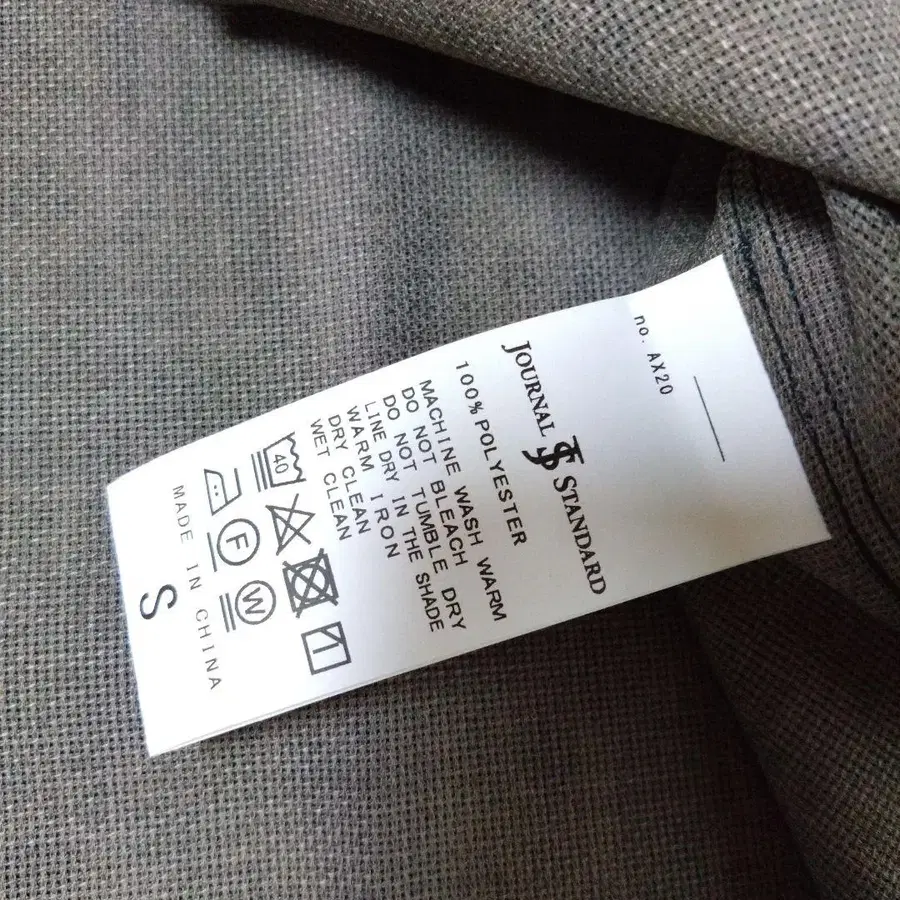 no. AX20
JOURNAL JS STANDARD
100% POLYESTER
MACHINE WASH WARM
DO NOT BLEACH
DO NOT TUMBLE DRY
LINE DRY IN THE SHADE
WARM IRON
DRY CLEAN
WET CLEAN
40
F W
MADE IN CHINA
S